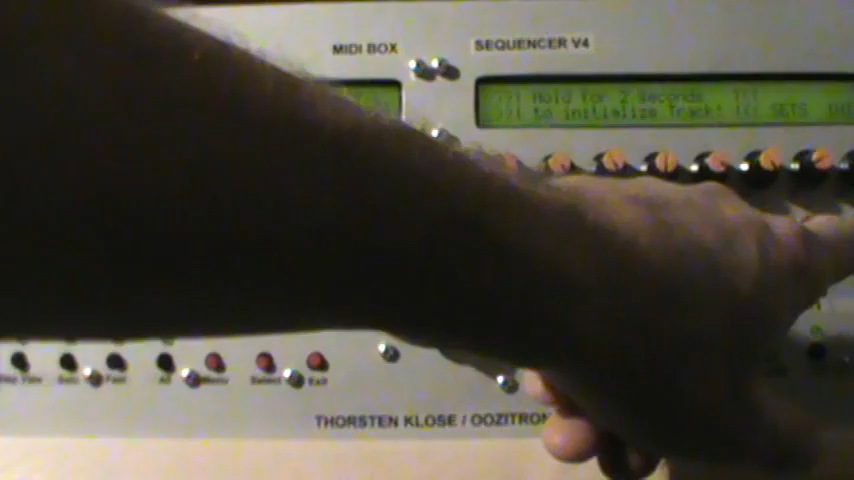 MIDI BOX
SEQUENCER V4
Hold for 2 seconds
to initialize Track! SETS
Fast
All
Menu
Select
Exit
THORSTEN KLOSE / OOZITRON